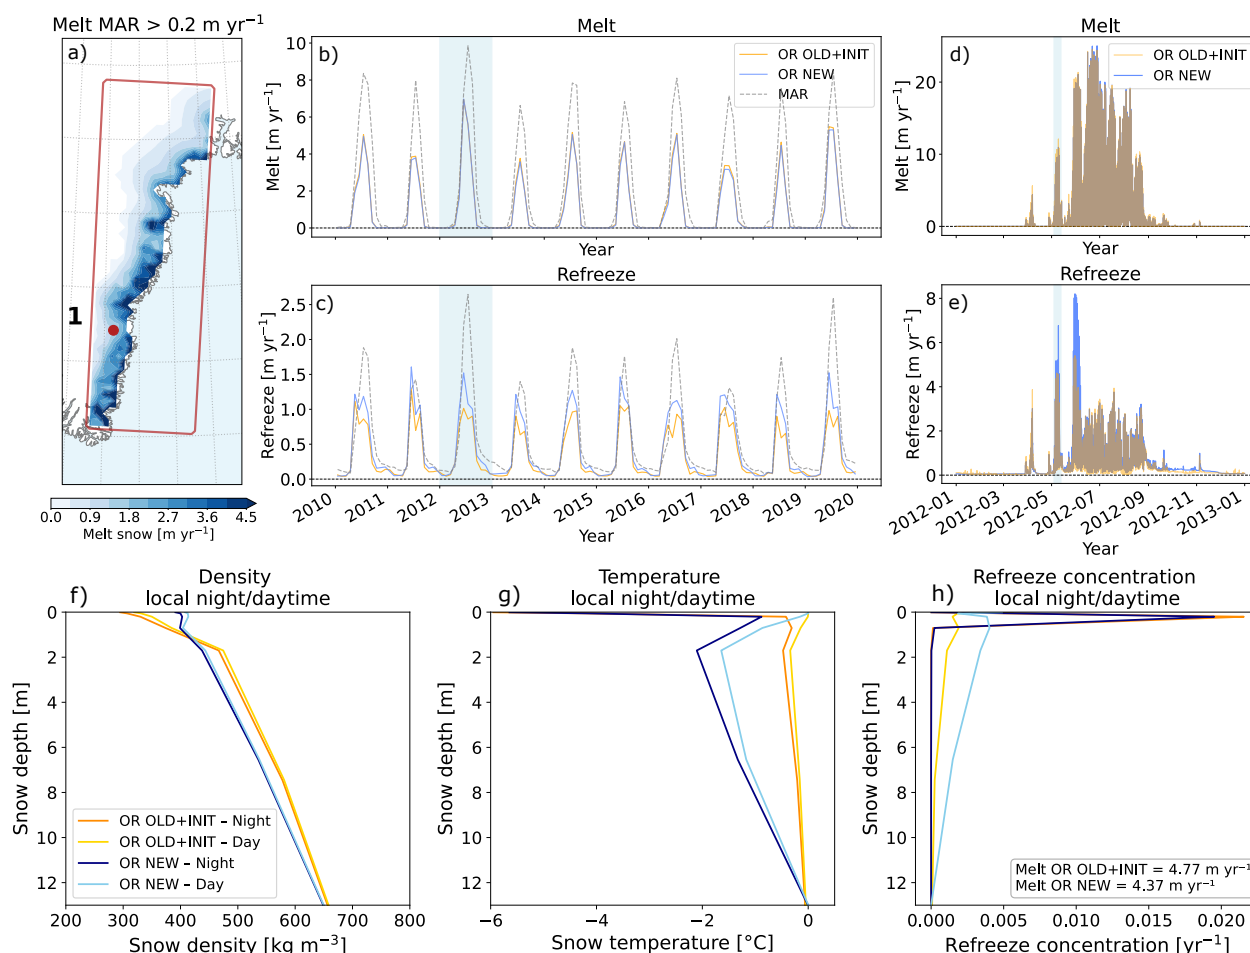 Melt MAR > 0.2 m yr⁻¹
a)
1
0.0 0.9 1.8 2.7 3.6 4.5
Melt snow [m yr⁻¹]
Melt
b)
Melt [m yr⁻¹]
10
8
6
4
2
0
OR OLD+INIT
OR NEW
MAR
Year
Refreeze
c)
Refreeze [m yr⁻¹]
2.5
2.0
1.5
1.0
0.5
0.0
2010 2011 2012 2013 2014 2015 2016 2017 2018 2019 2020
Year
Melt
d)
Melt [m yr⁻¹]
20
10
0
OR OLD+INIT
OR NEW
Year
Refreeze
e)
Refreeze [m yr⁻¹]
8
6
4
2
0
2012-01 2012-03 2012-05 2012-07 2012-09 2012-11 2013-01
Year
Density
local night/daytime
f)
Snow depth [m]
0
2
4
6
8
10
12
OR OLD+INIT – Night
OR OLD+INIT – Day
OR NEW – Night
OR NEW – Day
200 300 400 500 600 700 800
Snow density [kg m⁻³]
Temperature
local night/daytime
g)
Snow depth [m]
0
2
4
6
8
10
12
−6 −4 −2 0
Snow temperature [°C]
Refreeze concentration
local night/daytime
h)
Snow depth [m]
0
2
4
6
8
10
12
Melt OR OLD+INIT = 4.77 m yr⁻¹
Melt OR NEW = 4.37 m yr⁻¹
0.000 0.005 0.010 0.015 0.020
Refreeze concentration [yr⁻¹]